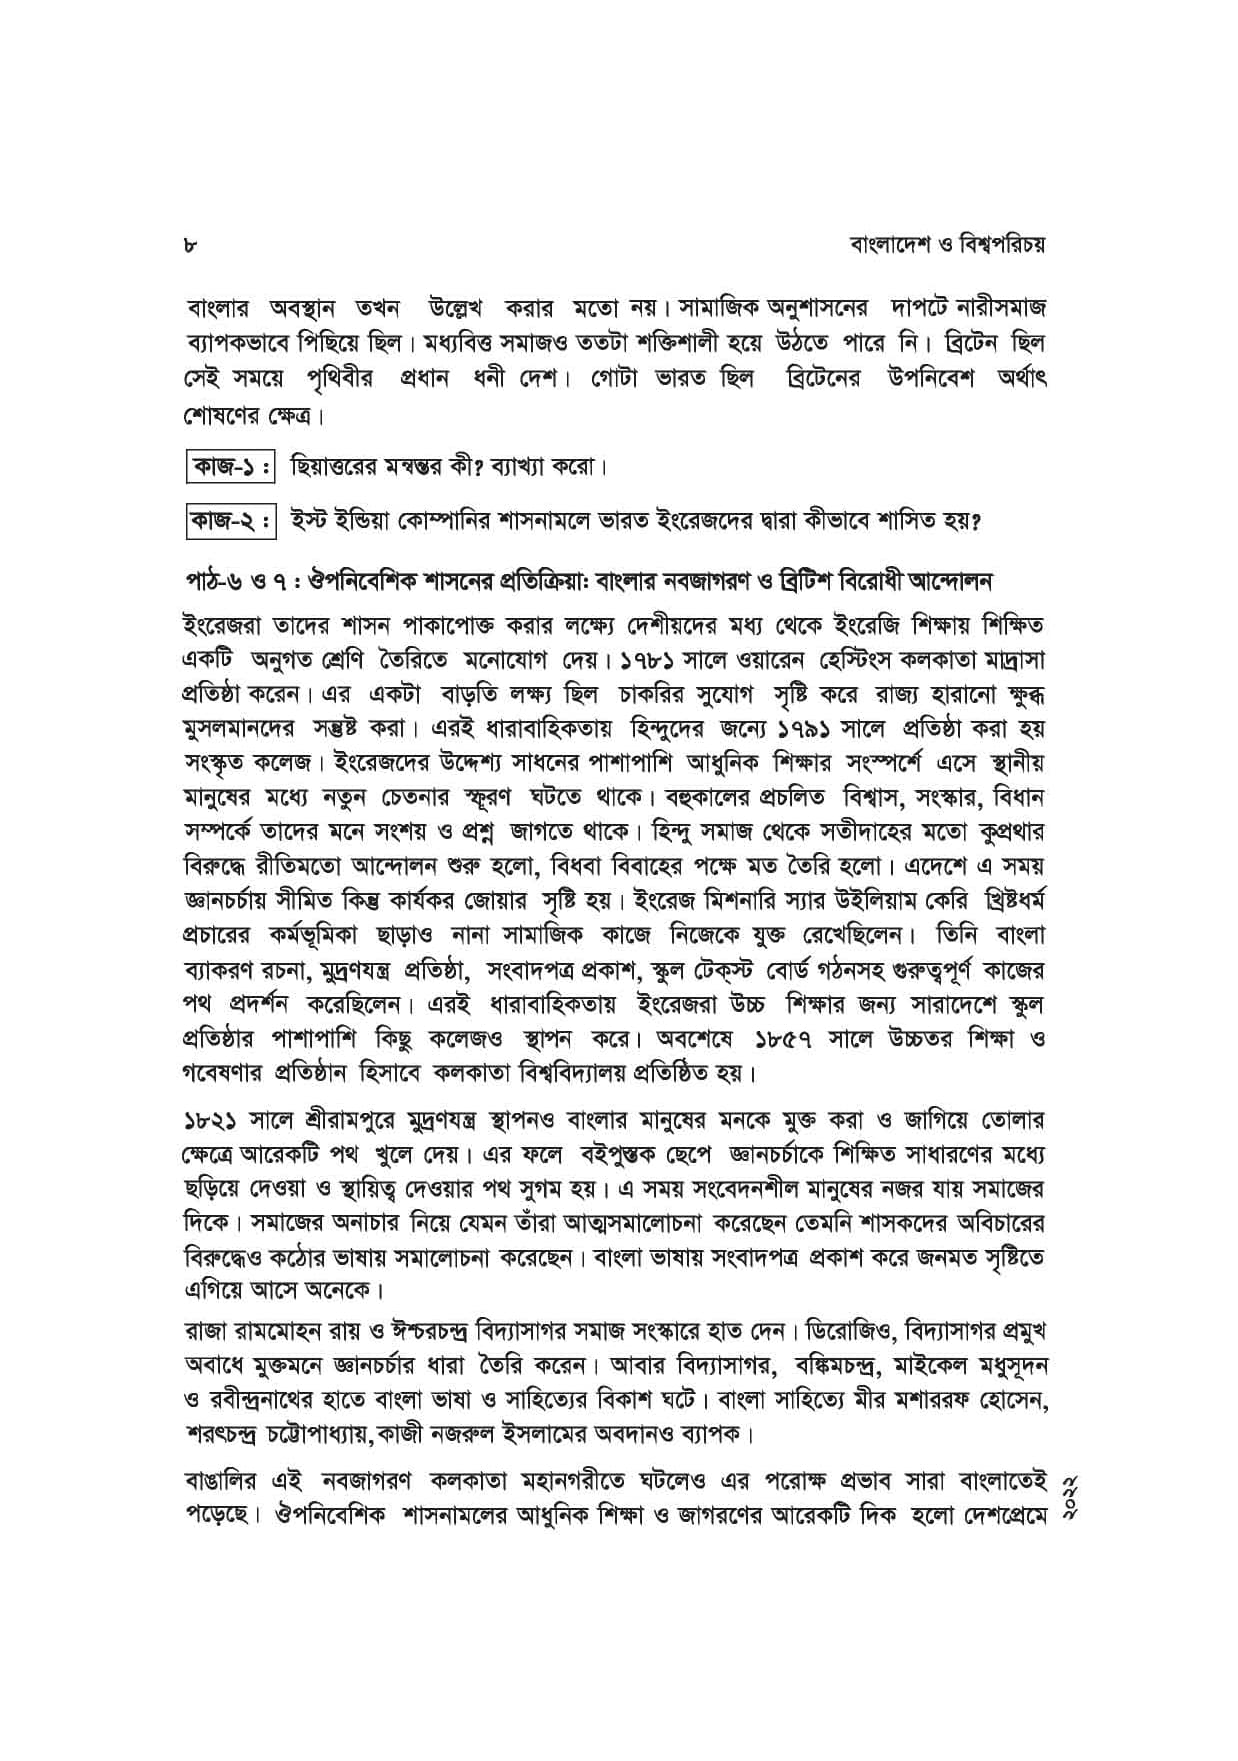 ৮
বাংলাদেশ ও বিশ্বপরিচয়
বাংলার অবস্থান তখন উল্লেখ করার মতো নয়। সামাজিক অনুশাসনের দাপটে নারীসমাজ
ব্যাপকভাবে পিছিয়ে ছিল। মধ্যবিত্ত সমাজও ততটা শক্তিশালী হয়ে উঠতে পারে নি। ব্রিটেন ছিল
সেই সময়ে পৃথিবীর প্রধান ধনী দেশ। গোটা ভারত ছিল ব্রিটেনের উপনিবেশ অর্থাৎ
শোষণের ক্ষেত্র।
কাজ-১ : ছিয়াত্তরের মন্বন্তর কী? ব্যাখ্যা করো।
কাজ-২ : ইস্ট ইন্ডিয়া কোম্পানির শাসনামলে ভারত ইংরেজদের দ্বারা কীভাবে শাসিত হয়?
পাঠ-৬ ও ৭ : ঔপনিবেশিক শাসনের প্রতিক্রিয়া: বাংলার নবজাগরণ ও ব্রিটিশ বিরোধী আন্দোলন
ইংরেজরা তাদের শাসন পাকাপোক্ত করার লক্ষ্যে দেশীয়দের মধ্য থেকে ইংরেজি শিক্ষায় শিক্ষিত
একটি অনুগত শ্রেণি তৈরিতে মনোযোগ দেয়। ১৭৮১ সালে ওয়ারেন হেস্টিংস কলকাতা মাদ্রাসা
প্রতিষ্ঠা করেন। এর একটা বাড়তি লক্ষ্য ছিল চাকরির সুযোগ সৃষ্টি করে রাজ্য হারানো ক্ষুব্ধ
মুসলমানদের সন্তুষ্ট করা। এরই ধারাবাহিকতায় হিন্দুদের জন্যে ১৭৯১ সালে প্রতিষ্ঠা করা হয়
সংস্কৃত কলেজ। ইংরেজদের উদ্দেশ্য সাধনের পাশাপাশি আধুনিক শিক্ষার সংস্পর্শে এসে স্থানীয়
মানুষের মধ্যে নতুন চেতনার স্ফূরণ ঘটতে থাকে। বহুকালের প্রচলিত বিশ্বাস, সংস্কার, বিধান
সম্পর্কে তাদের মনে সংশয় ও প্রশ্ন জাগতে থাকে। হিন্দু সমাজ থেকে সতীদাহের মতো কুপ্রথার
বিরুদ্ধে রীতিমতো আন্দোলন শুরু হলো, বিধবা বিবাহের পক্ষে মত তৈরি হলো। এদেশে এ সময়
জ্ঞানচর্চায় সীমিত কিন্তু কার্যকর জোয়ার সৃষ্টি হয়। ইংরেজ মিশনারি স্যার উইলিয়াম কেরি খ্রিষ্টধর্ম
প্রচারের কর্মভূমিকা ছাড়াও নানা সামাজিক কাজে নিজেকে যুক্ত রেখেছিলেন। তিনি বাংলা
ব্যাকরণ রচনা, মুদ্রণযন্ত্র প্রতিষ্ঠা, সংবাদপত্র প্রকাশ, স্কুল টেক্স্ট বোর্ড গঠনসহ গুরুত্বপূর্ণ কাজের
পথ প্রদর্শন করেছিলেন। এরই ধারাবাহিকতায় ইংরেজরা উচ্চ শিক্ষার জন্য সারাদেশে স্কুল
প্রতিষ্ঠার পাশাপাশি কিছু কলেজও স্থাপন করে। অবশেষে ১৮৫৭ সালে উচ্চতর শিক্ষা ও
গবেষণার প্রতিষ্ঠান হিসাবে কলকাতা বিশ্ববিদ্যালয় প্রতিষ্ঠিত হয়।
১৮২১ সালে শ্রীরামপুরে মুদ্রণযন্ত্র স্থাপনও বাংলার মানুষের মনকে মুক্ত করা ও জাগিয়ে তোলার
ক্ষেত্রে আরেকটি পথ খুলে দেয়। এর ফলে বইপুস্তক ছেপে জ্ঞানচর্চাকে শিক্ষিত সাধারণের মধ্যে
ছড়িয়ে দেওয়া ও স্থায়িত্ব দেওয়ার পথ সুগম হয়। এ সময় সংবেদনশীল মানুষের নজর যায় সমাজের
দিকে। সমাজের অনাচার নিয়ে যেমন তাঁরা আত্মসমালোচনা করেছেন তেমনি শাসকদের অবিচারের
বিরুদ্ধেও কঠোর ভাষায় সমালোচনা করেছেন। বাংলা ভাষায় সংবাদপত্র প্রকাশ করে জনমত সৃষ্টিতে
এগিয়ে আসে অনেকে।
রাজা রামমোহন রায় ও ঈশ্চরচন্দ্র বিদ্যাসাগর সমাজ সংস্কারে হাত দেন। ডিরোজিও, বিদ্যাসাগর প্রমুখ
অবাধে মুক্তমনে জ্ঞানচর্চার ধারা তৈরি করেন। আবার বিদ্যাসাগর, বঙ্কিমচন্দ্র, মাইকেল মধুসূদন
ও রবীন্দ্রনাথের হাতে বাংলা ভাষা ও সাহিত্যের বিকাশ ঘটে। বাংলা সাহিত্যে মীর মশাররফ হোসেন,
শরৎচন্দ্র চট্টোপাধ্যায়,কাজী নজরুল ইসলামের অবদানও ব্যাপক।
বাঙালির এই নবজাগরণ কলকাতা মহানগরীতে ঘটলেও এর পরোক্ষ প্রভাব সারা বাংলাতেই
পড়েছে। ঔপনিবেশিক শাসনামলের আধুনিক শিক্ষা ও জাগরণের আরেকটি দিক হলো দেশপ্রেমে
২০২২